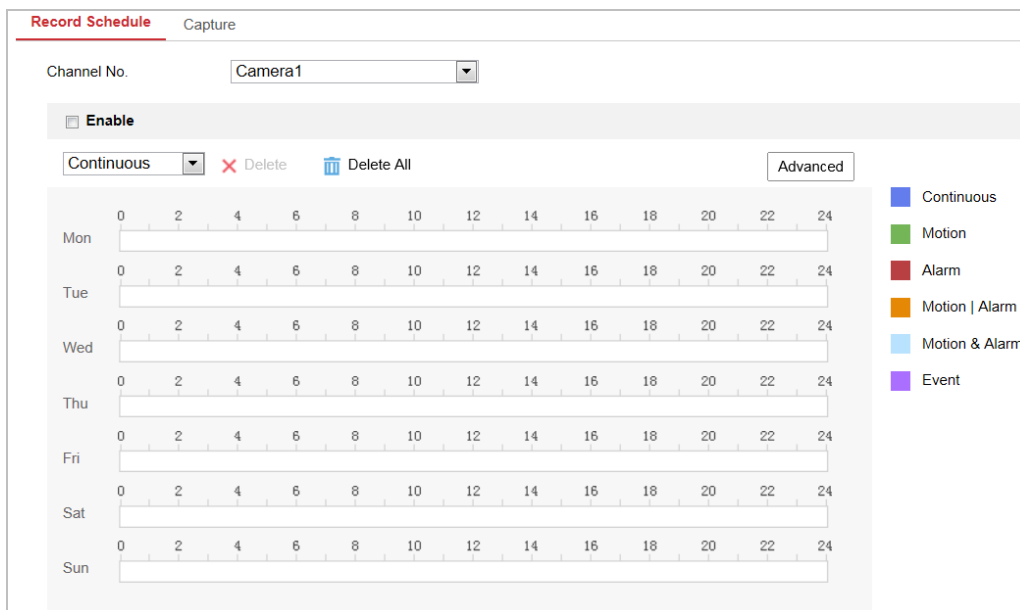 Record Schedule Capture
Channel No. Camera1
Enable
Continuous Delete Delete All Advanced
Continuous
Motion
Alarm
Motion | Alarm
Motion & Alarm
Event
0 2 4 6 8 10 12 14 16 18 20 22 24
Mon
0 2 4 6 8 10 12 14 16 18 20 22 24
Tue
0 2 4 6 8 10 12 14 16 18 20 22 24
Wed
0 2 4 6 8 10 12 14 16 18 20 22 24
Thu
0 2 4 6 8 10 12 14 16 18 20 22 24
Fri
0 2 4 6 8 10 12 14 16 18 20 22 24
Sat
0 2 4 6 8 10 12 14 16 18 20 22 24
Sun